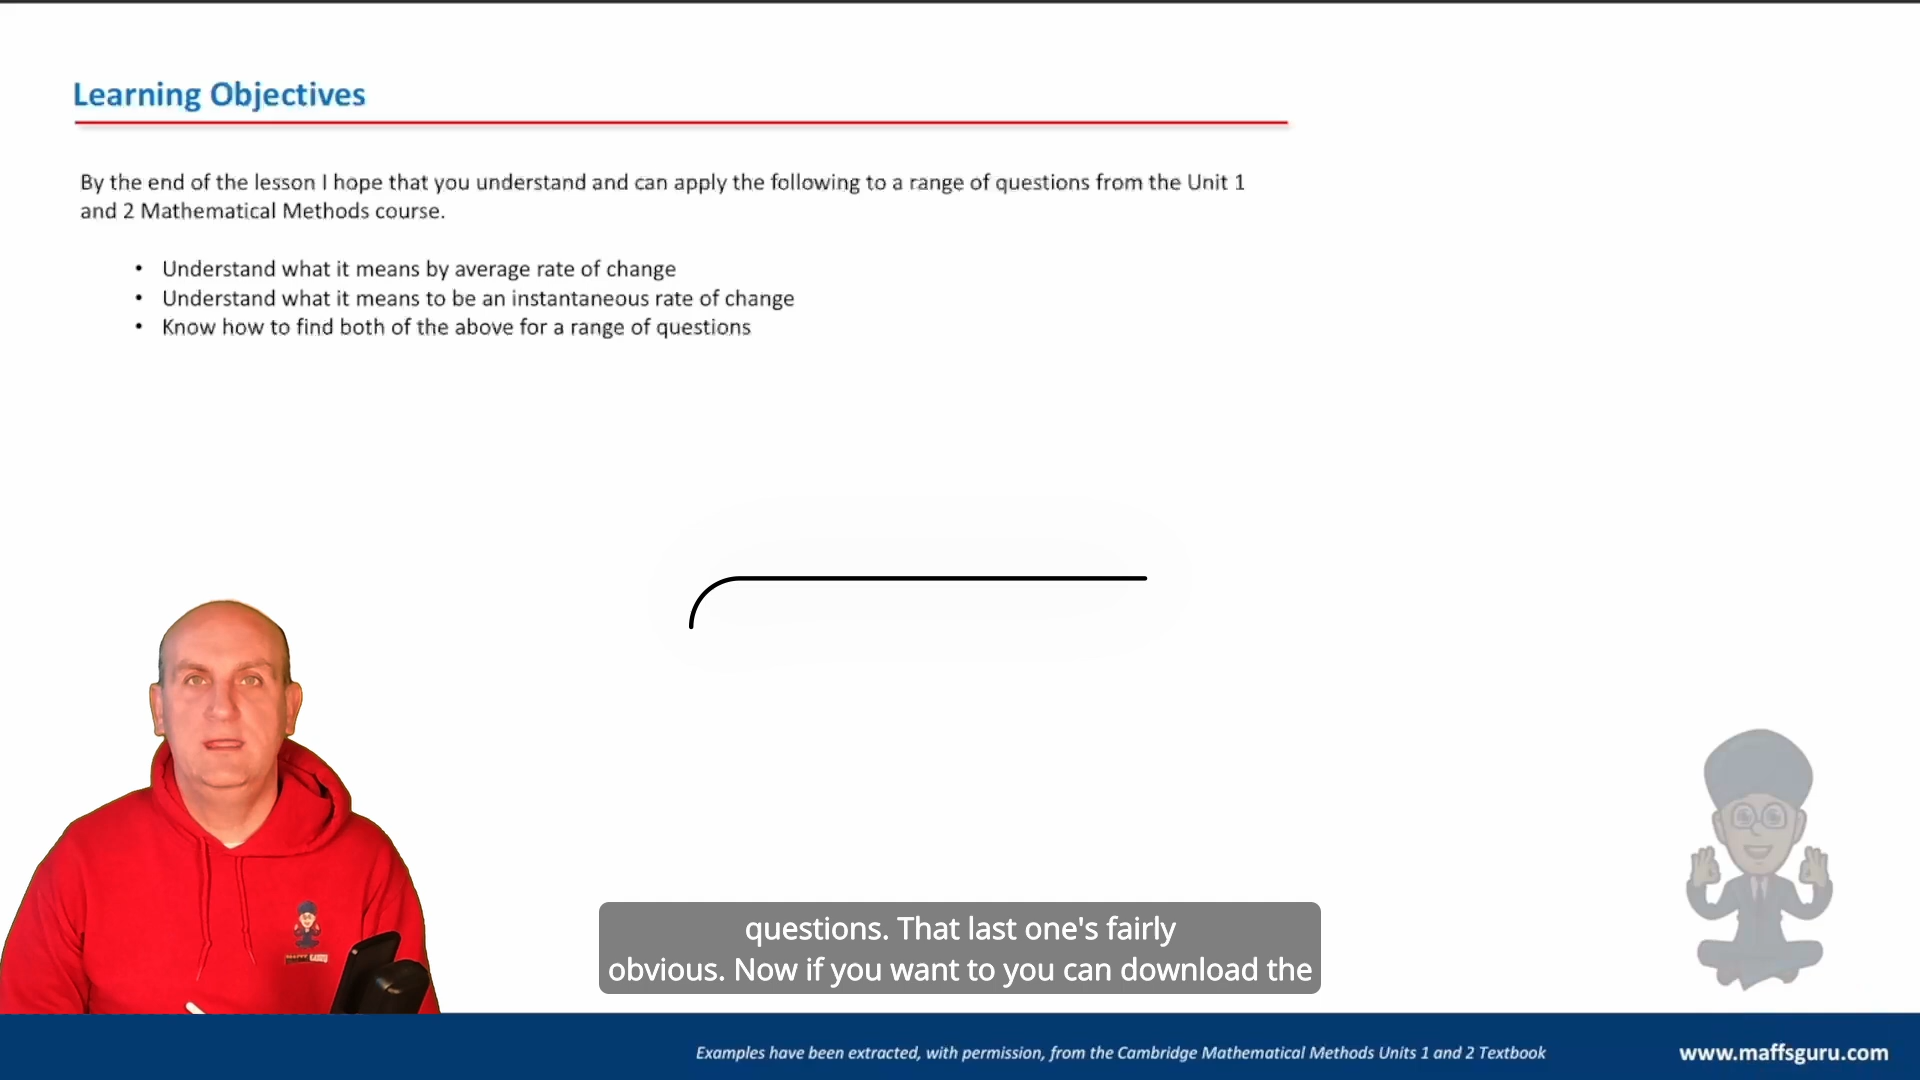 Learning Objectives
By the end of the lesson I hope that you understand and can apply the following to a range of questions from the Unit 1
and 2 Mathematical Methods course.
• Understand what it means by average rate of change
• Understand what it means to be an instantaneous rate of change
• Know how to find both of the above for a range of questions
questions. That last one's fairly
obvious. Now if you want to you can download the
Examples have been extracted, with permission, from the Cambridge Mathematical Methods Units 1 and 2 Textbook
www.maffsguru.com